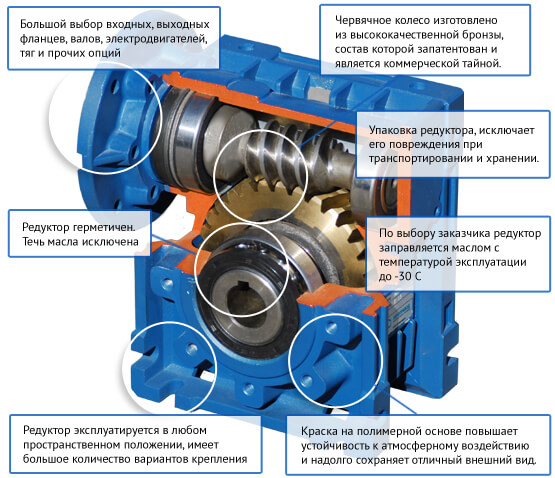 Большой выбор входных, выходных
фланцев, валов, электродвигателей,
тяг и прочих опций
Червячное колесо изготовлено
из высококачественной бронзы,
состав которой запатентован и
является коммерческой тайной.
Упаковка редуктора, исключает
его повреждения при
транспортировании и хранении.
Редуктор герметичен.
Течь масла исключена
По выбору заказчика редуктор
заправляется маслом с
температурой эксплуатации
до -30 С
Редуктор эксплуатируется в любом
пространственном положении, имеет
большое количество вариантов крепления
Краска на полимерной основе повышает
устойчивость к атмосферному воздействию
и надолго сохраняет отличный внешний вид.